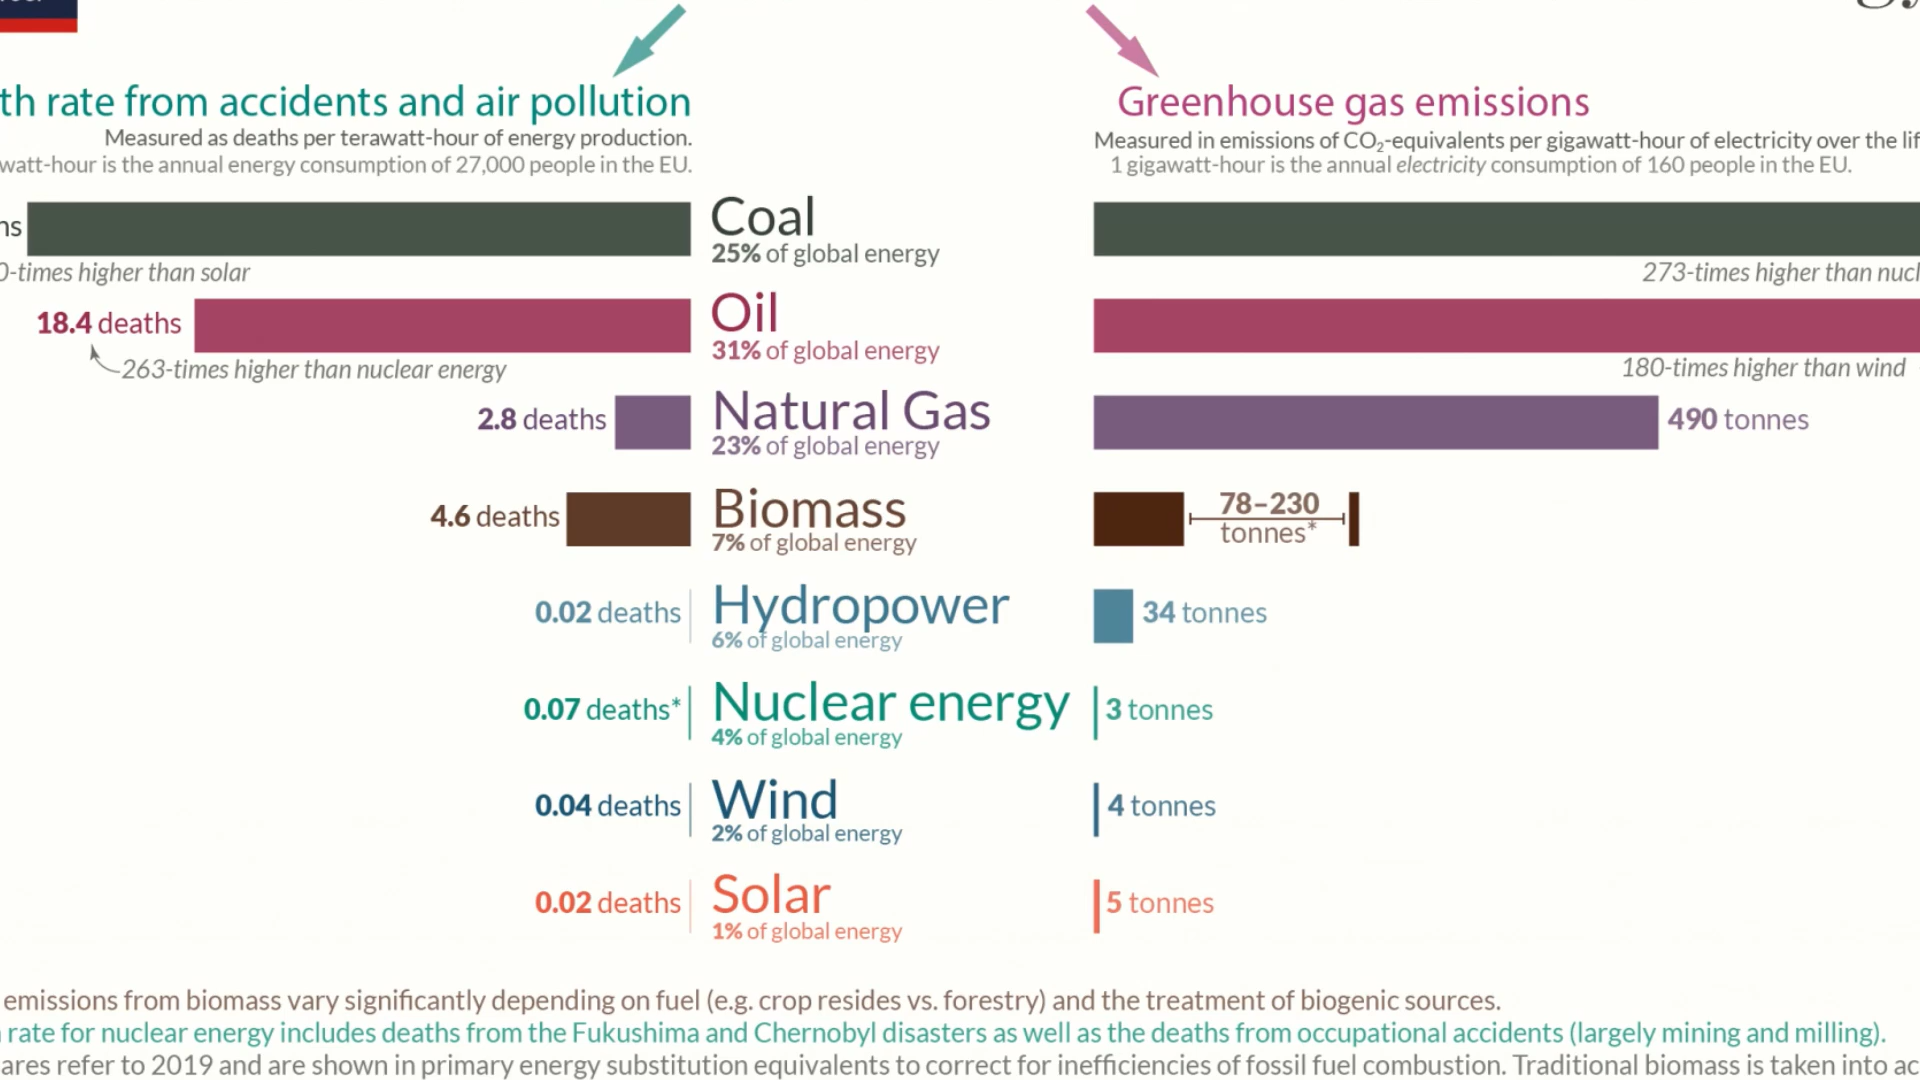 th rate from accidents and air pollution
Measured as deaths per terawatt-hour of energy production.
watt-hour is the annual energy consumption of 27,000 people in the EU.
Greenhouse gas emissions
Measured in emissions of CO₂-equivalents per gigawatt-hour of electricity over the lif
1 gigawatt-hour is the annual electricity consumption of 160 people in the EU.
ns
Coal
25% of global energy
0-times higher than solar
273-times higher than nucl
18.4 deaths
Oil
31% of global energy
263-times higher than nuclear energy
180-times higher than wind
2.8 deaths
Natural Gas
23% of global energy
490 tonnes
4.6 deaths
Biomass
7% of global energy
78–230
tonnes*
0.02 deaths
Hydropower
6% of global energy
34 tonnes
0.07 deaths*
Nuclear energy
4% of global energy
3 tonnes
0.04 deaths
Wind
2% of global energy
4 tonnes
0.02 deaths
Solar
1% of global energy
5 tonnes
emissions from biomass vary significantly depending on fuel (e.g. crop resides vs. forestry) and the treatment of biogenic sources.
rate for nuclear energy includes deaths from the Fukushima and Chernobyl disasters as well as the deaths from occupational accidents (largely mining and milling).
ares refer to 2019 and are shown in primary energy substitution equivalents to correct for inefficiencies of fossil fuel combustion. Traditional biomass is taken into ac